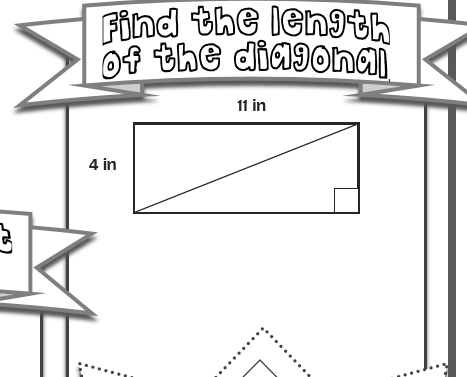 Find the length
of the diagonal
11 in
4 in